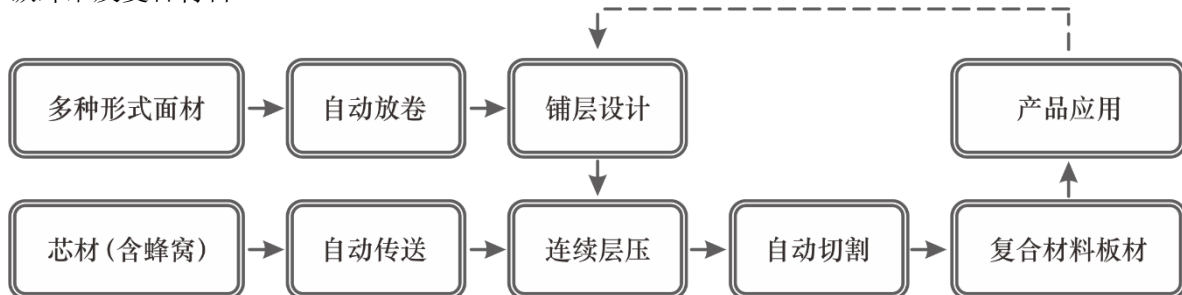 多种形式面材
自动放卷
铺层设计
产品应用
芯材(含蜂窝)
自动传送
连续层压
自动切割
复合材料板材